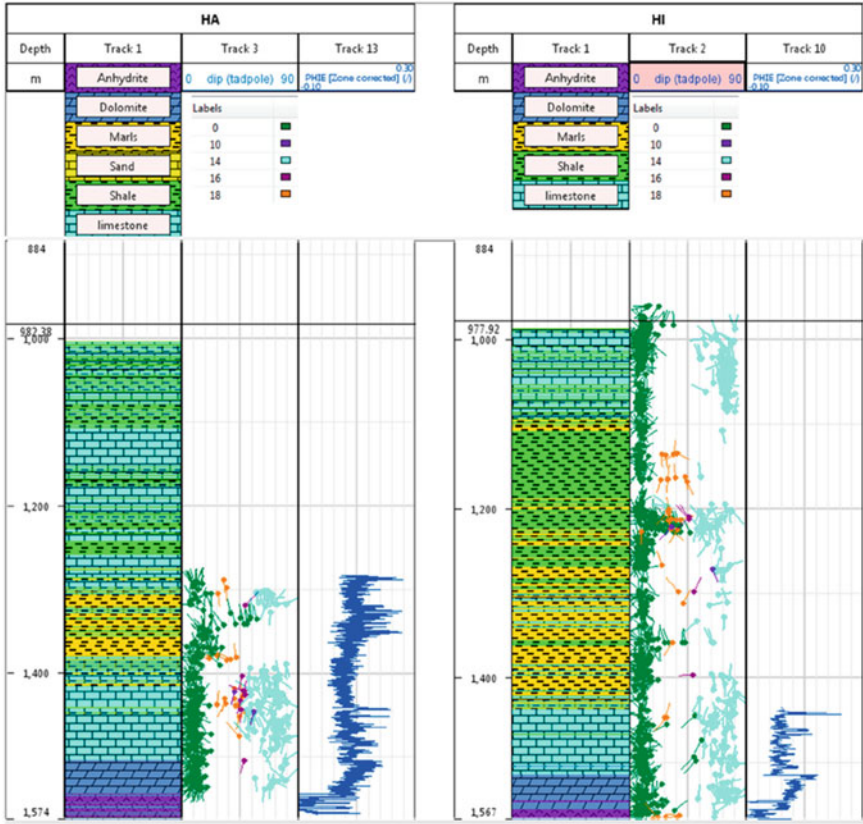 HA
Depth Track 1 Track 3 Track 13
m Anhydrite 0 dip (tadpole) 90 0.30 PHIE [Zone corrected] (/) -0.10
Dolomite Labels
Marls 0
10
Sand 14
Shale 16
18
limestone
884
982.38
1,000
1,200
1,400
1,574
HI
Depth Track 1 Track 2 Track 10
m Anhydrite 0 dip (tadpole) 90 0.30 PHIE [Zone corrected] (/) -0.10
Dolomite Labels
Marls 0
10
Shale 14
16
limestone 18
884
977.92
1,000
1,200
1,400
1,567